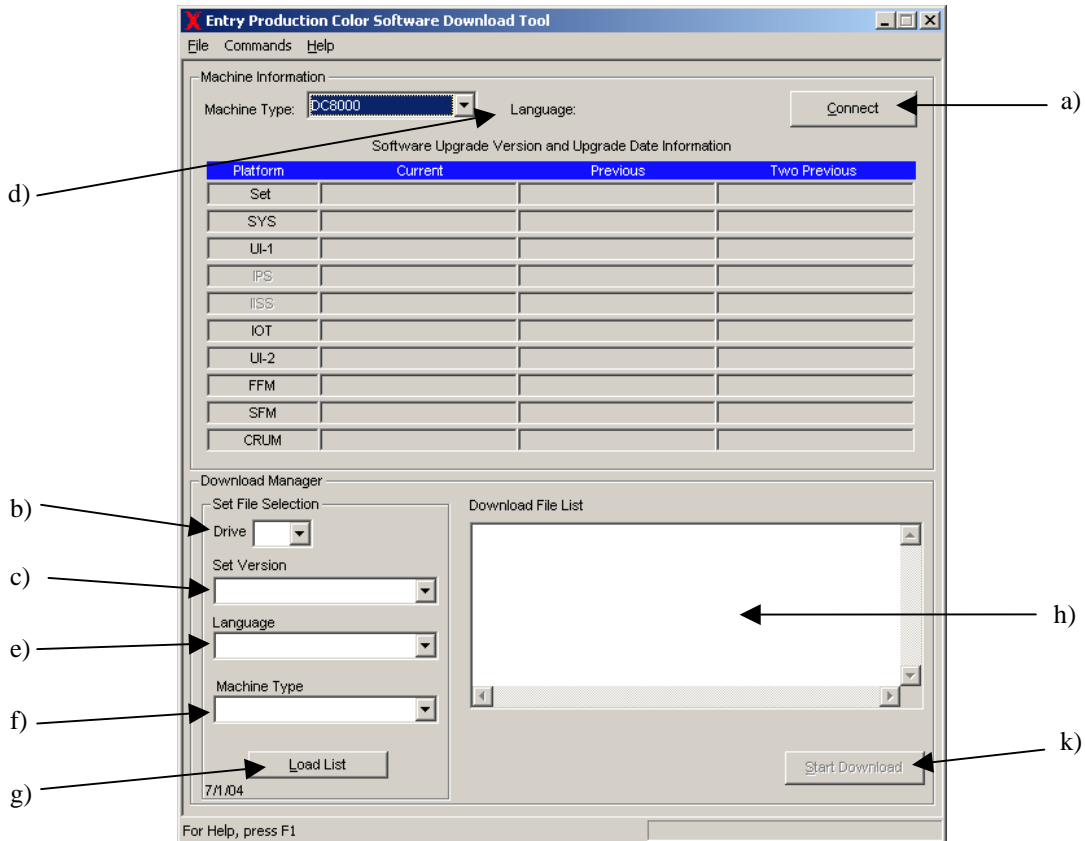 Entry Production Color Software Download Tool
File Commands Help
Machine Information
Machine Type: DC8000 Language: Connect
a)
Software Upgrade Version and Upgrade Date Information
d)
Platform Current Previous Two Previous
Set
SYS
UI-1
IPS
IISS
IOT
UI-2
FFM
SFM
CRUM
Download Manager
b)
Set File Selection
Download File List
Drive
c)
Set Version
e)
Language
h)
f)
Machine Type
g)
Load List
k)
Start Download
7/1/04
For Help, press F1